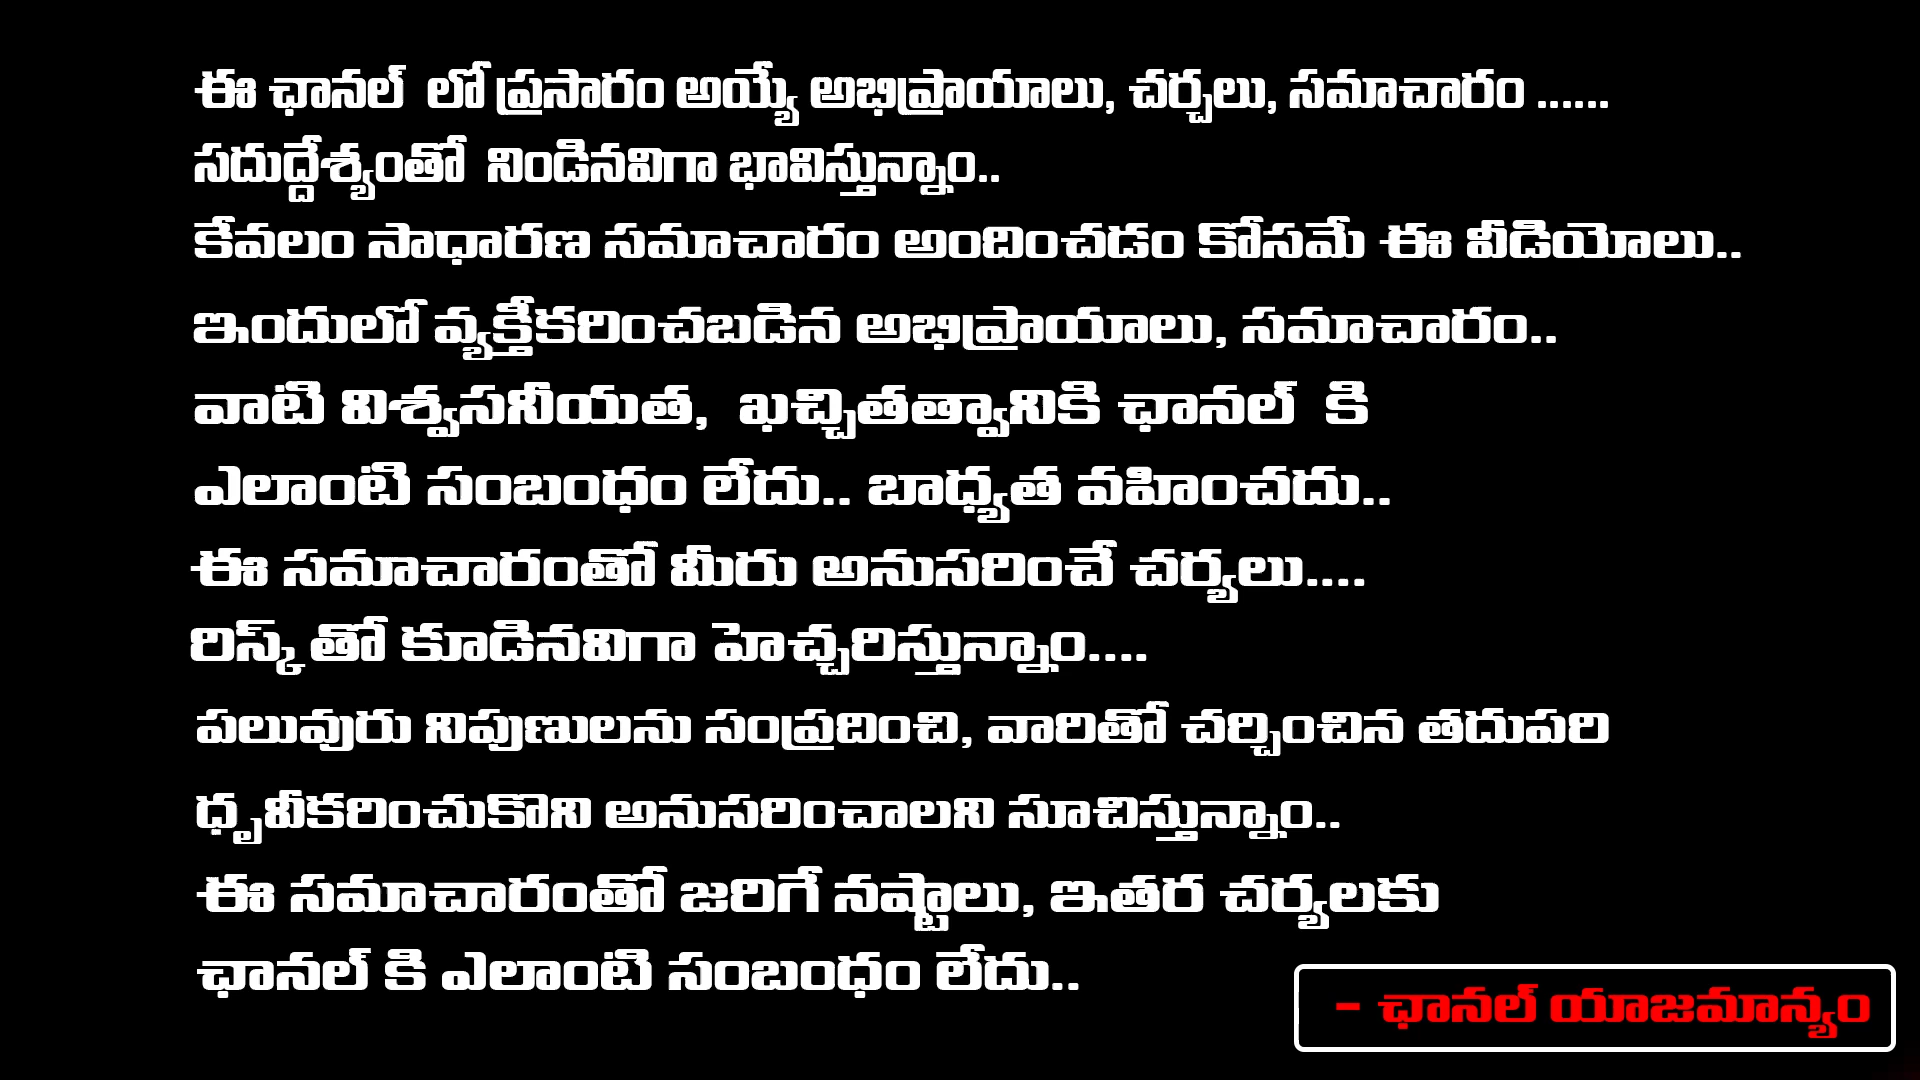 ఈ ఛానల్ లో ప్రసారం అయ్యే అభిప్రాయాలు, చర్చలు, సమాచారం ......
సదుద్దేశ్యంతో నిండినవిగా భావిస్తున్నాం..
కేవలం సాధారణ సమాచారం అందించడం కోసమే ఈ వీడియోలు..
ఇందులో వ్యక్తీకరించబడిన అభిప్రాయాలు, సమాచారం..
వాటి విశ్వసనీయత, ఖచ్చితత్వానికి ఛానల్ కి
ఎలాంటి సంబంధం లేదు.. బాధ్యత వహించదు..
ఈ సమాచారంతో మీరు అనుసరించే చర్యలు....
రిస్క్ తో కూడినవిగా హెచ్చరిస్తున్నాం....
పలువురు నిపుణులను సంప్రదించి, వారితో చర్చించిన తదుపరి
ధృవీకరించుకొని అనుసరించాలని సూచిస్తున్నాం..
ఈ సమాచారంతో జరిగే నష్టాలు, ఇతర చర్యలకు
ఛానల్ కి ఎలాంటి సంబంధం లేదు..
- ఛానల్ యాజమాన్యం